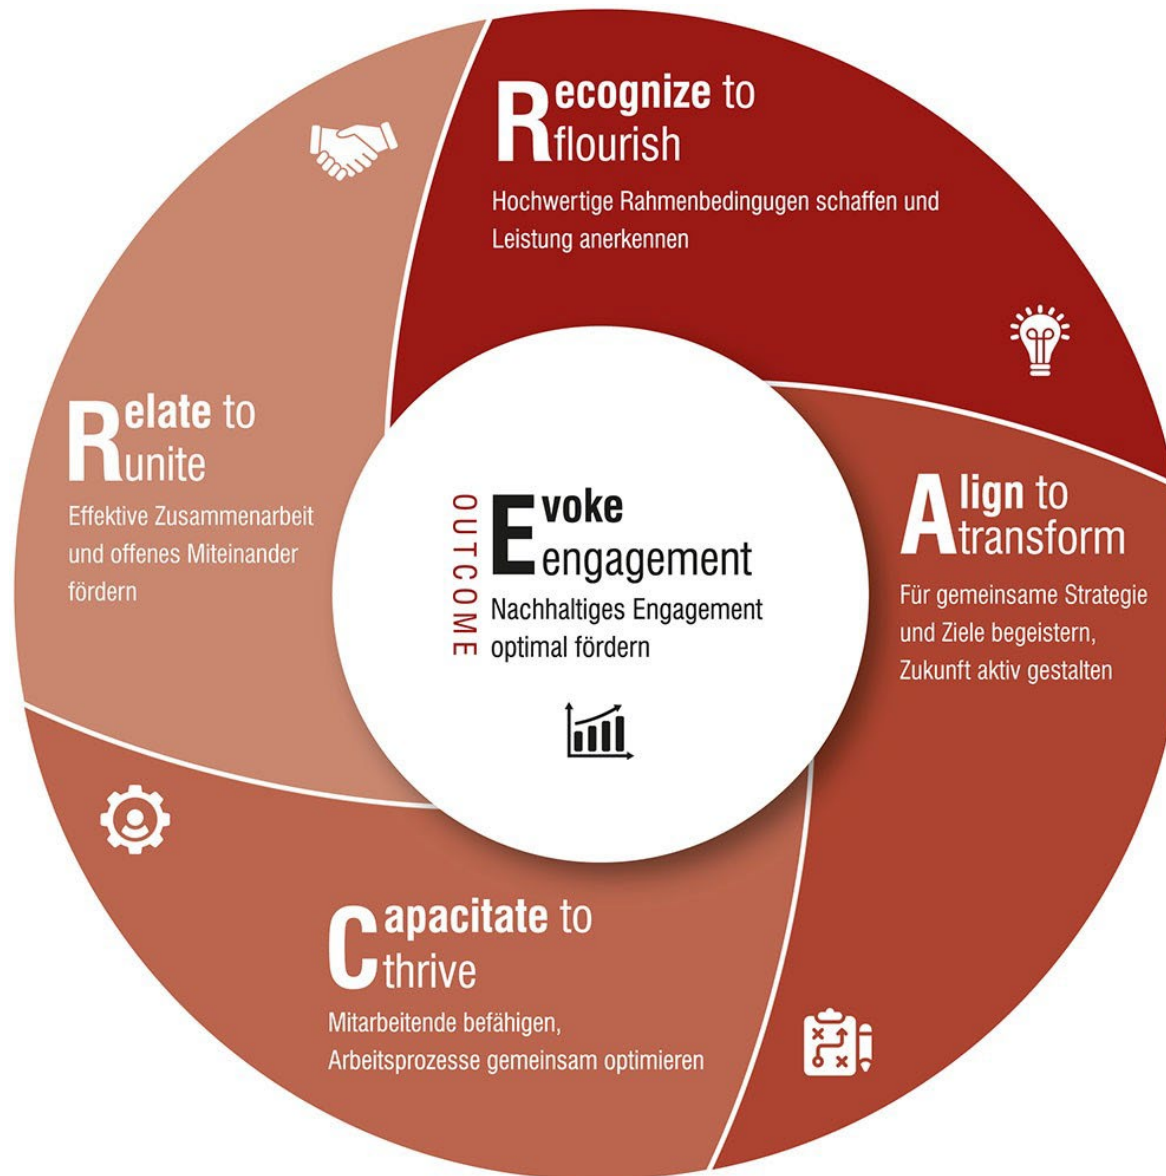 Recognize to
flourish
Hochwertige Rahmenbedingugen schaffen und
Leistung anerkennen
Align to
transform
Für gemeinsame Strategie
und Ziele begeistern,
Zukunft aktiv gestalten
Capacitate to
thrive
Mitarbeitende befähigen,
Arbeitsprozesse gemeinsam optimieren
Relate to
unite
Effektive Zusammenarbeit
und offenes Miteinander
fördern
OUTCOME
Evoke
engagement
Nachhaltiges Engagement
optimal fördern